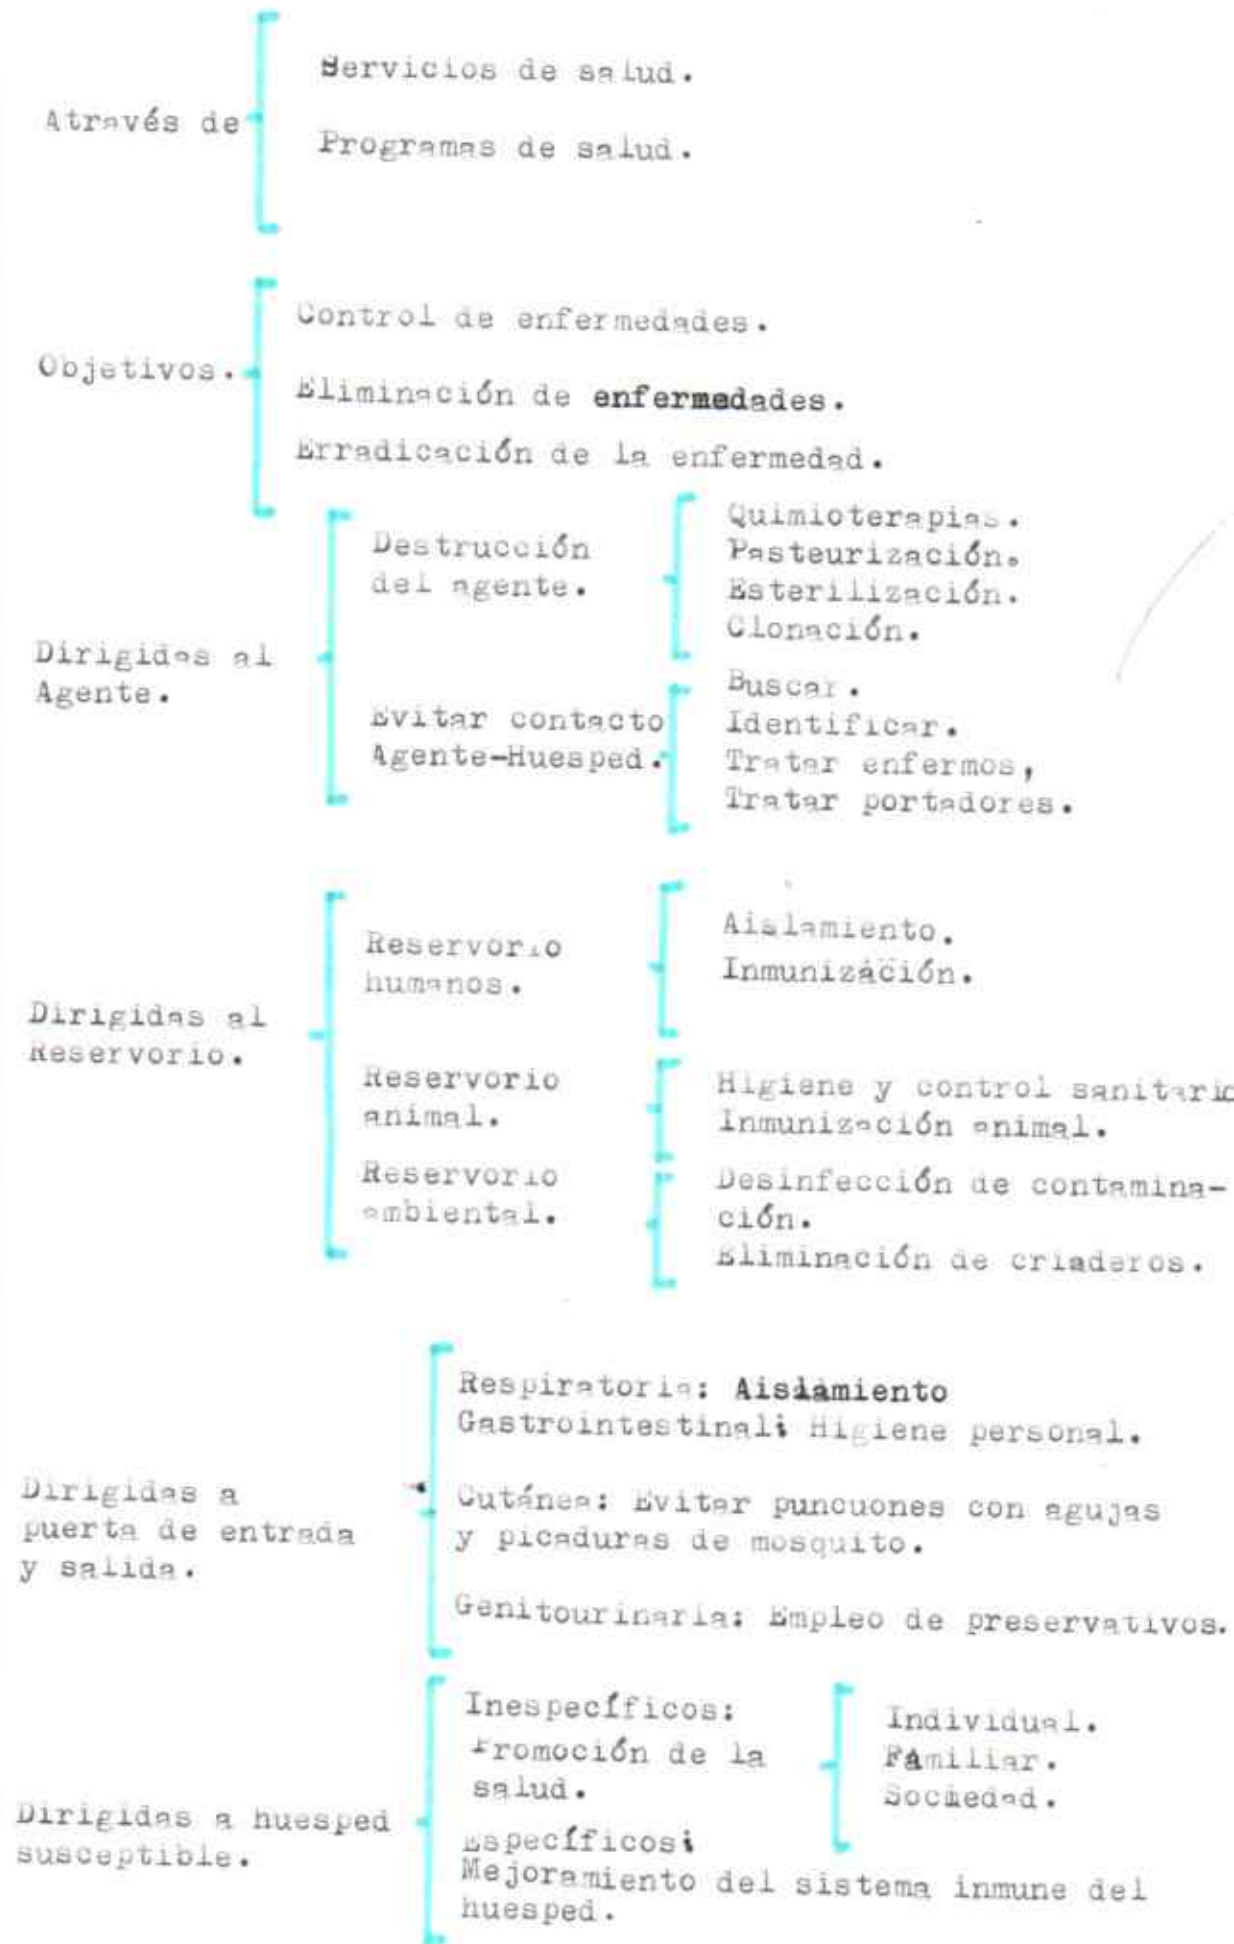 Através de
Servicios de salud.
Programas de salud.
Objetivos.
Control de enfermedades.
Eliminación de enfermedades.
Erradicación de la enfermedad.
Dirigidas al
Agente.
Destrucción
del agente.
Quimioterapias.
Pasteurización.
Esterilización.
Clonación.
Evitar contacto
Agente-Huesped.
Buscar.
Identificar.
Tratar enfermos,
Tratar portadores.
Dirigidas al
Reservorio.
Reservorio
humanos.
Aislamiento.
Inmunización.
Reservorio
animal.
Higiene y control sanitario
Inmunización animal.
Reservorio
ambiental.
Desinfección de contamina-
ción.
Eliminación de criaderos.
Dirigidas a
puerta de entrada
y salida.
Respiratoria: Aislamiento
Gastrointestinal: Higiene personal.
Cutánea: Evitar puncuones con agujas
y picaduras de mosquito.
Genitourinaria: Empleo de preservativos.
Dirigidas a huesped
susceptible.
Inespecíficos:
Promoción de la
salud.
Individual.
Familiar.
Sociedad.
Específicos:
Mejoramiento del sistema inmune del
huesped.